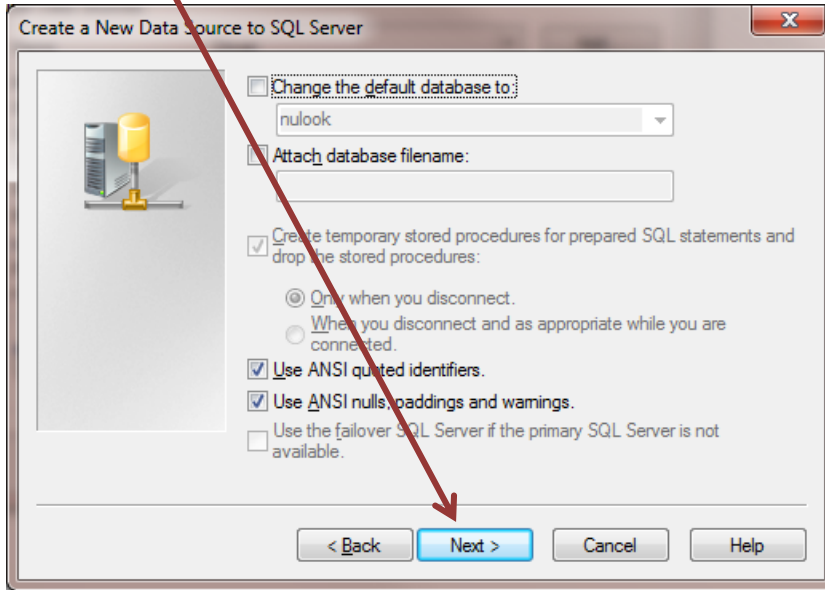 Create a New Data Source to SQL Server
Change the default database to:
nulook
Attach database filename:
Create temporary stored procedures for prepared SQL statements and
drop the stored procedures:
Only when you disconnect.
When you disconnect and as appropriate while you are
connected.
Use ANSI quoted identifiers.
Use ANSI nulls, paddings and warnings.
Use the failover SQL Server if the primary SQL Server is not
available.
< Back Next > Cancel Help